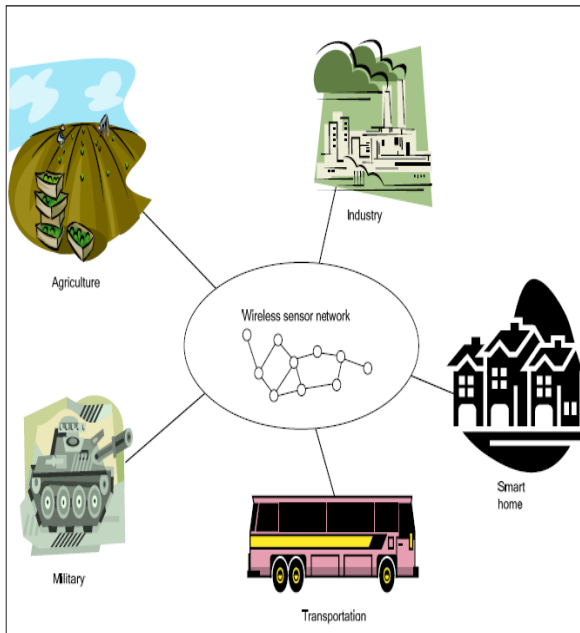 Industry
Agriculture
Wireless sensor network
Smart
home
Military
Transportation